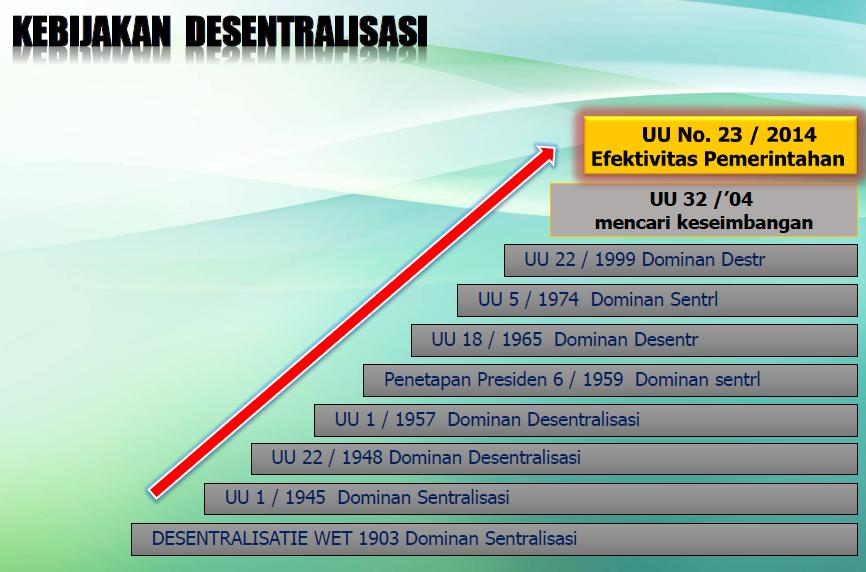 KEBIJAKAN DESENTRALISASI
UU No. 23 / 2014
Efektivitas Pemerintahan
UU 32 /’04
mencari keseimbangan
UU 22 / 1999 Dominan Destr
UU 5 / 1974 Dominan Sentrl
UU 18 / 1965 Dominan Desentr
Penetapan Presiden 6 / 1959 Dominan sentrl
UU 1 / 1957 Dominan Desentralisasi
UU 22 / 1948 Dominan Desentralisasi
UU 1 / 1945 Dominan Sentralisasi
DESENTRALISATIE WET 1903 Dominan Sentralisasi